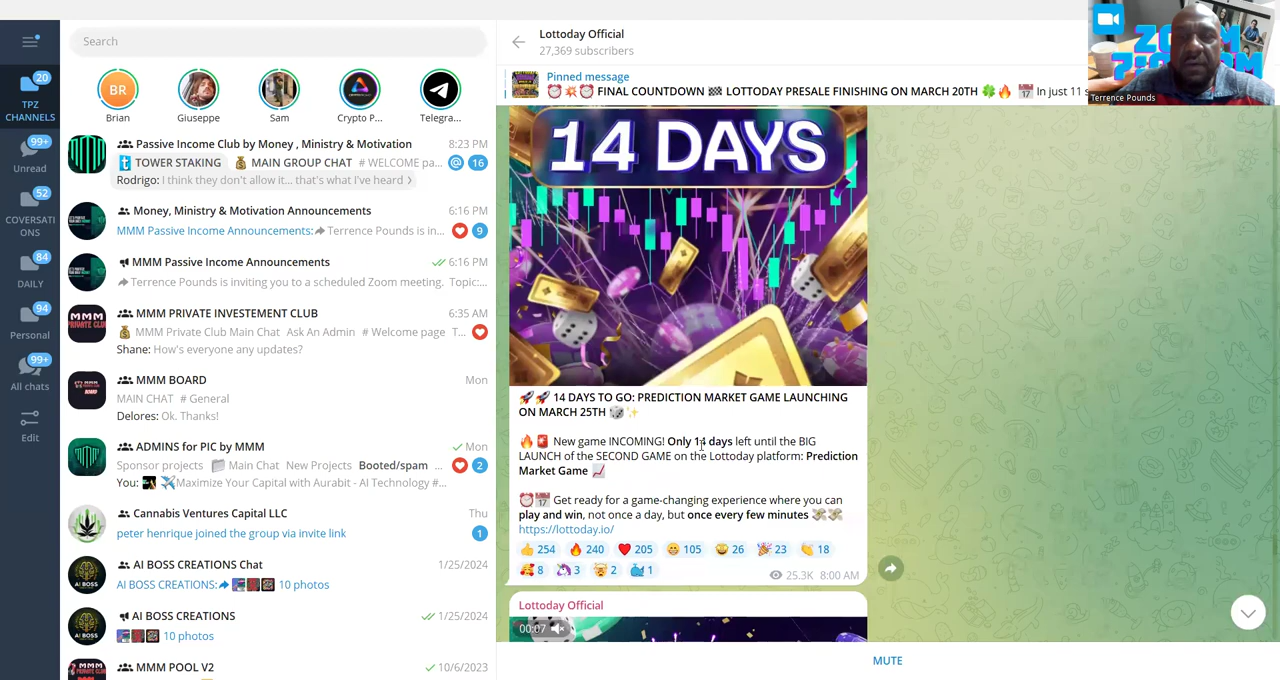 Search
BR
Brian
Giuseppe
Sam
Crypto P...
Telegra...
20
TPZ
CHANNELS
99+
Unread
52
COVERSATI
ONS
84
DAILY
94
Personal
99+
All chats
Edit
Passive Income Club by Money , Ministry & Motivation 8:23 PM
TOWER STAKING MAIN GROUP CHAT # WELCOME pa... @ 16
Rodrigo: I think they don't allow it... that's what I've heard >
Money, Ministry & Motivation Announcements 6:16 PM
MMM Passive Income Announcements: Terrence Pounds is in... 9
MMM Passive Income Announcements 6:16 PM
Terrence Pounds is inviting you to a scheduled Zoom meeting. Topic:...
MMM PRIVATE INVESTEMENT CLUB 6:35 AM
MMM Private Club Main Chat Ask An Admin # Welcome page T...
Shane: How's everyone any updates?
MMM BOARD Mon
MAIN CHAT # General
Delores: Ok. Thanks!
ADMINS for PIC by MMM Mon
Sponsor projects Main Chat New Projects Booted/spam ... 2
You: Maximize Your Capital with Aurabit - AI Technology #...
Cannabis Ventures Capital LLC Thu
peter henrique joined the group via invite link 1
AI BOSS CREATIONS Chat 1/25/2024
AI BOSS CREATIONS: 10 photos
AI BOSS CREATIONS 1/25/2024
10 photos
MMM POOL V2 10/6/2023
Lottoday Official
27,369 subscribers
Pinned message
FINAL COUNTDOWN LOTTODAY PRESALE FINISHING ON MARCH 20TH In just 11 s
Terrence Pounds
14 DAYS
14 DAYS TO GO: PREDICTION MARKET GAME LAUNCHING
ON MARCH 25TH
New game INCOMING! Only 14 days left until the BIG
LAUNCH of the SECOND GAME on the Lottoday platform: Prediction
Market Game
Get ready for a game-changing experience where you can
play and win, not once a day, but once every few minutes
https://lottoday.io/
254 240 205 105 26 23 18
8 3 2 1 25.3K 8:00 AM
Lottoday Official
00:07
MUTE